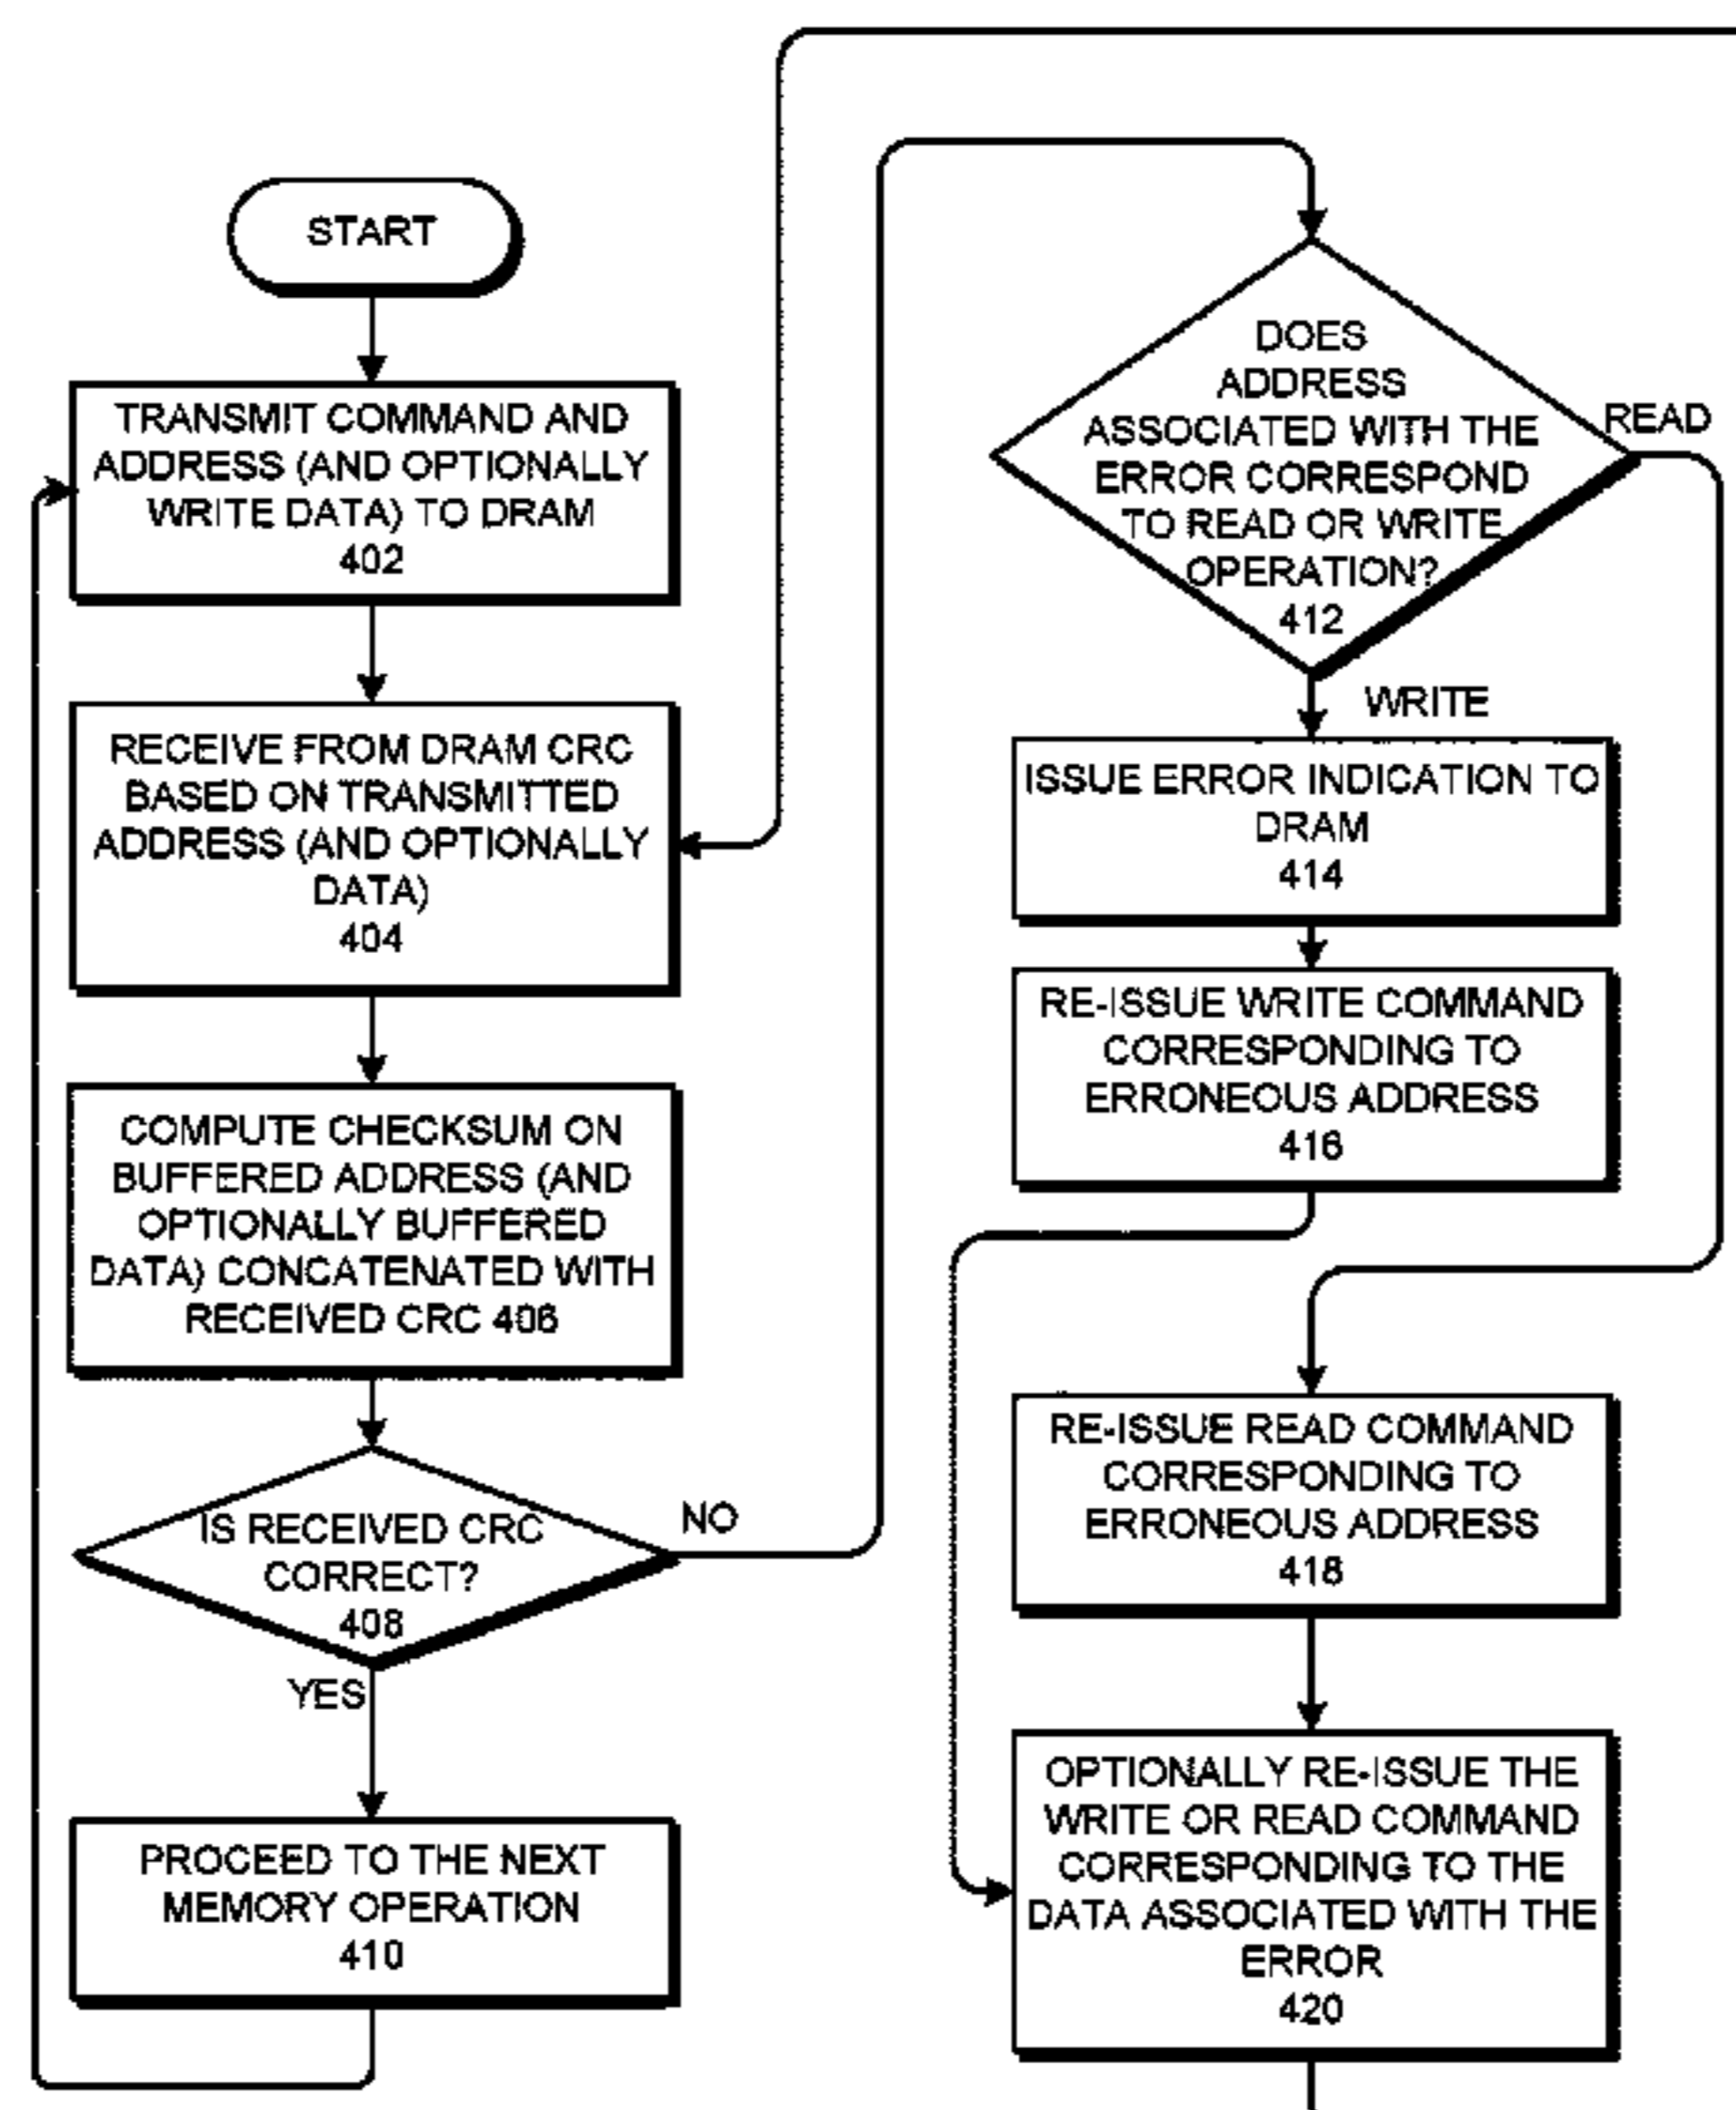 START
TRANSMIT COMMAND AND
ADDRESS (AND OPTIONALLY
WRITE DATA) TO DRAM
402
RECEIVE FROM DRAM CRC
BASED ON TRANSMITTED
ADDRESS (AND OPTIONALLY
DATA)
404
COMPUTE CHECKSUM ON
BUFFERED ADDRESS (AND
OPTIONALLY BUFFERED
DATA) CONCATENATED WITH
RECEIVED CRC 406
IS RECEIVED CRC
CORRECT?
408
NO
YES
PROCEED TO THE NEXT
MEMORY OPERATION
410
DOES
ADDRESS
ASSOCIATED WITH THE
ERROR CORRESPOND
TO READ OR WRITE
OPERATION?
412
READ
WRITE
ISSUE ERROR INDICATION TO
DRAM
414
RE-ISSUE WRITE COMMAND
CORRESPONDING TO
ERRONEOUS ADDRESS
416
RE-ISSUE READ COMMAND
CORRESPONDING TO
ERRONEOUS ADDRESS
418
OPTIONALLY RE-ISSUE THE
WRITE OR READ COMMAND
CORRESPONDING TO THE
DATA ASSOCIATED WITH THE
ERROR
420